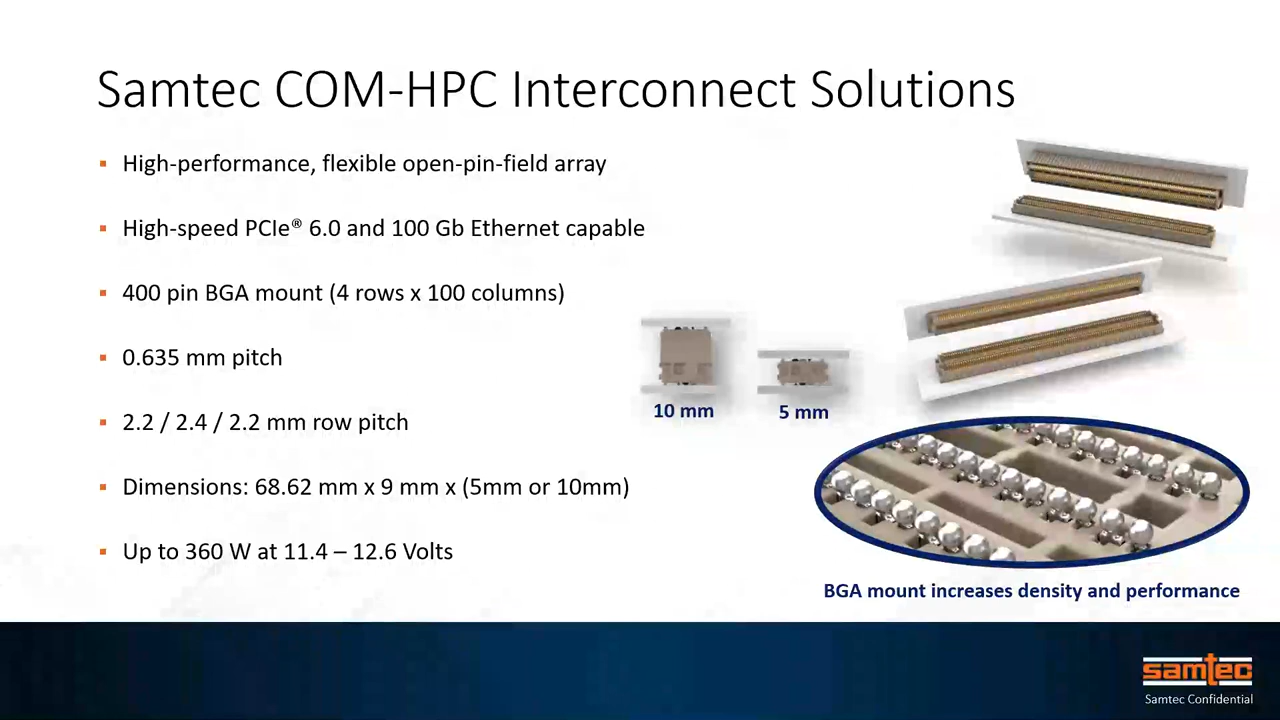 Samtec COM-HPC Interconnect Solutions
▪ High-performance, flexible open-pin-field array
▪ High-speed PCIe® 6.0 and 100 Gb Ethernet capable
▪ 400 pin BGA mount (4 rows x 100 columns)
▪ 0.635 mm pitch
▪ 2.2 / 2.4 / 2.2 mm row pitch
▪ Dimensions: 68.62 mm x 9 mm x (5mm or 10mm)
▪ Up to 360 W at 11.4 – 12.6 Volts
10 mm
5 mm
BGA mount increases density and performance
samtec
Samtec Confidential